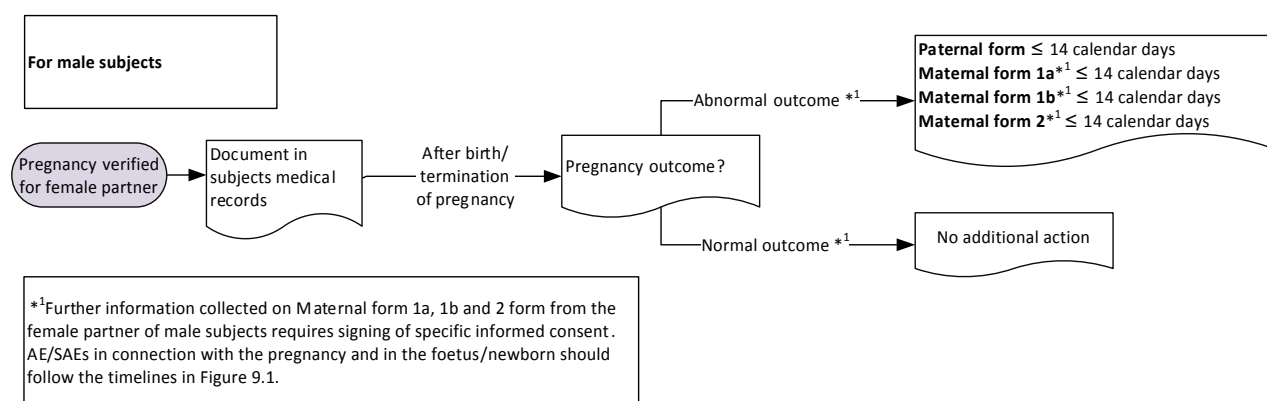 For male subjects
Paternal form ≤ 14 calendar days
Maternal form 1a*1 ≤ 14 calendar days
Maternal form 1b*1 ≤ 14 calendar days
Maternal form 2*1 ≤ 14 calendar days
Abnormal outcome *1
Pregnancy verified
for female partner
Document in
subjects medical
records
After birth/
termination
of pregnancy
Pregnancy outcome?
Normal outcome *1
No additional action
*1Further information collected on Maternal form 1a, 1b and 2 form from the
female partner of male subjects requires signing of specific informed consent.
AE/SAEs in connection with the pregnancy and in the foetus/newborn should
follow the timelines in Figure 9.1.